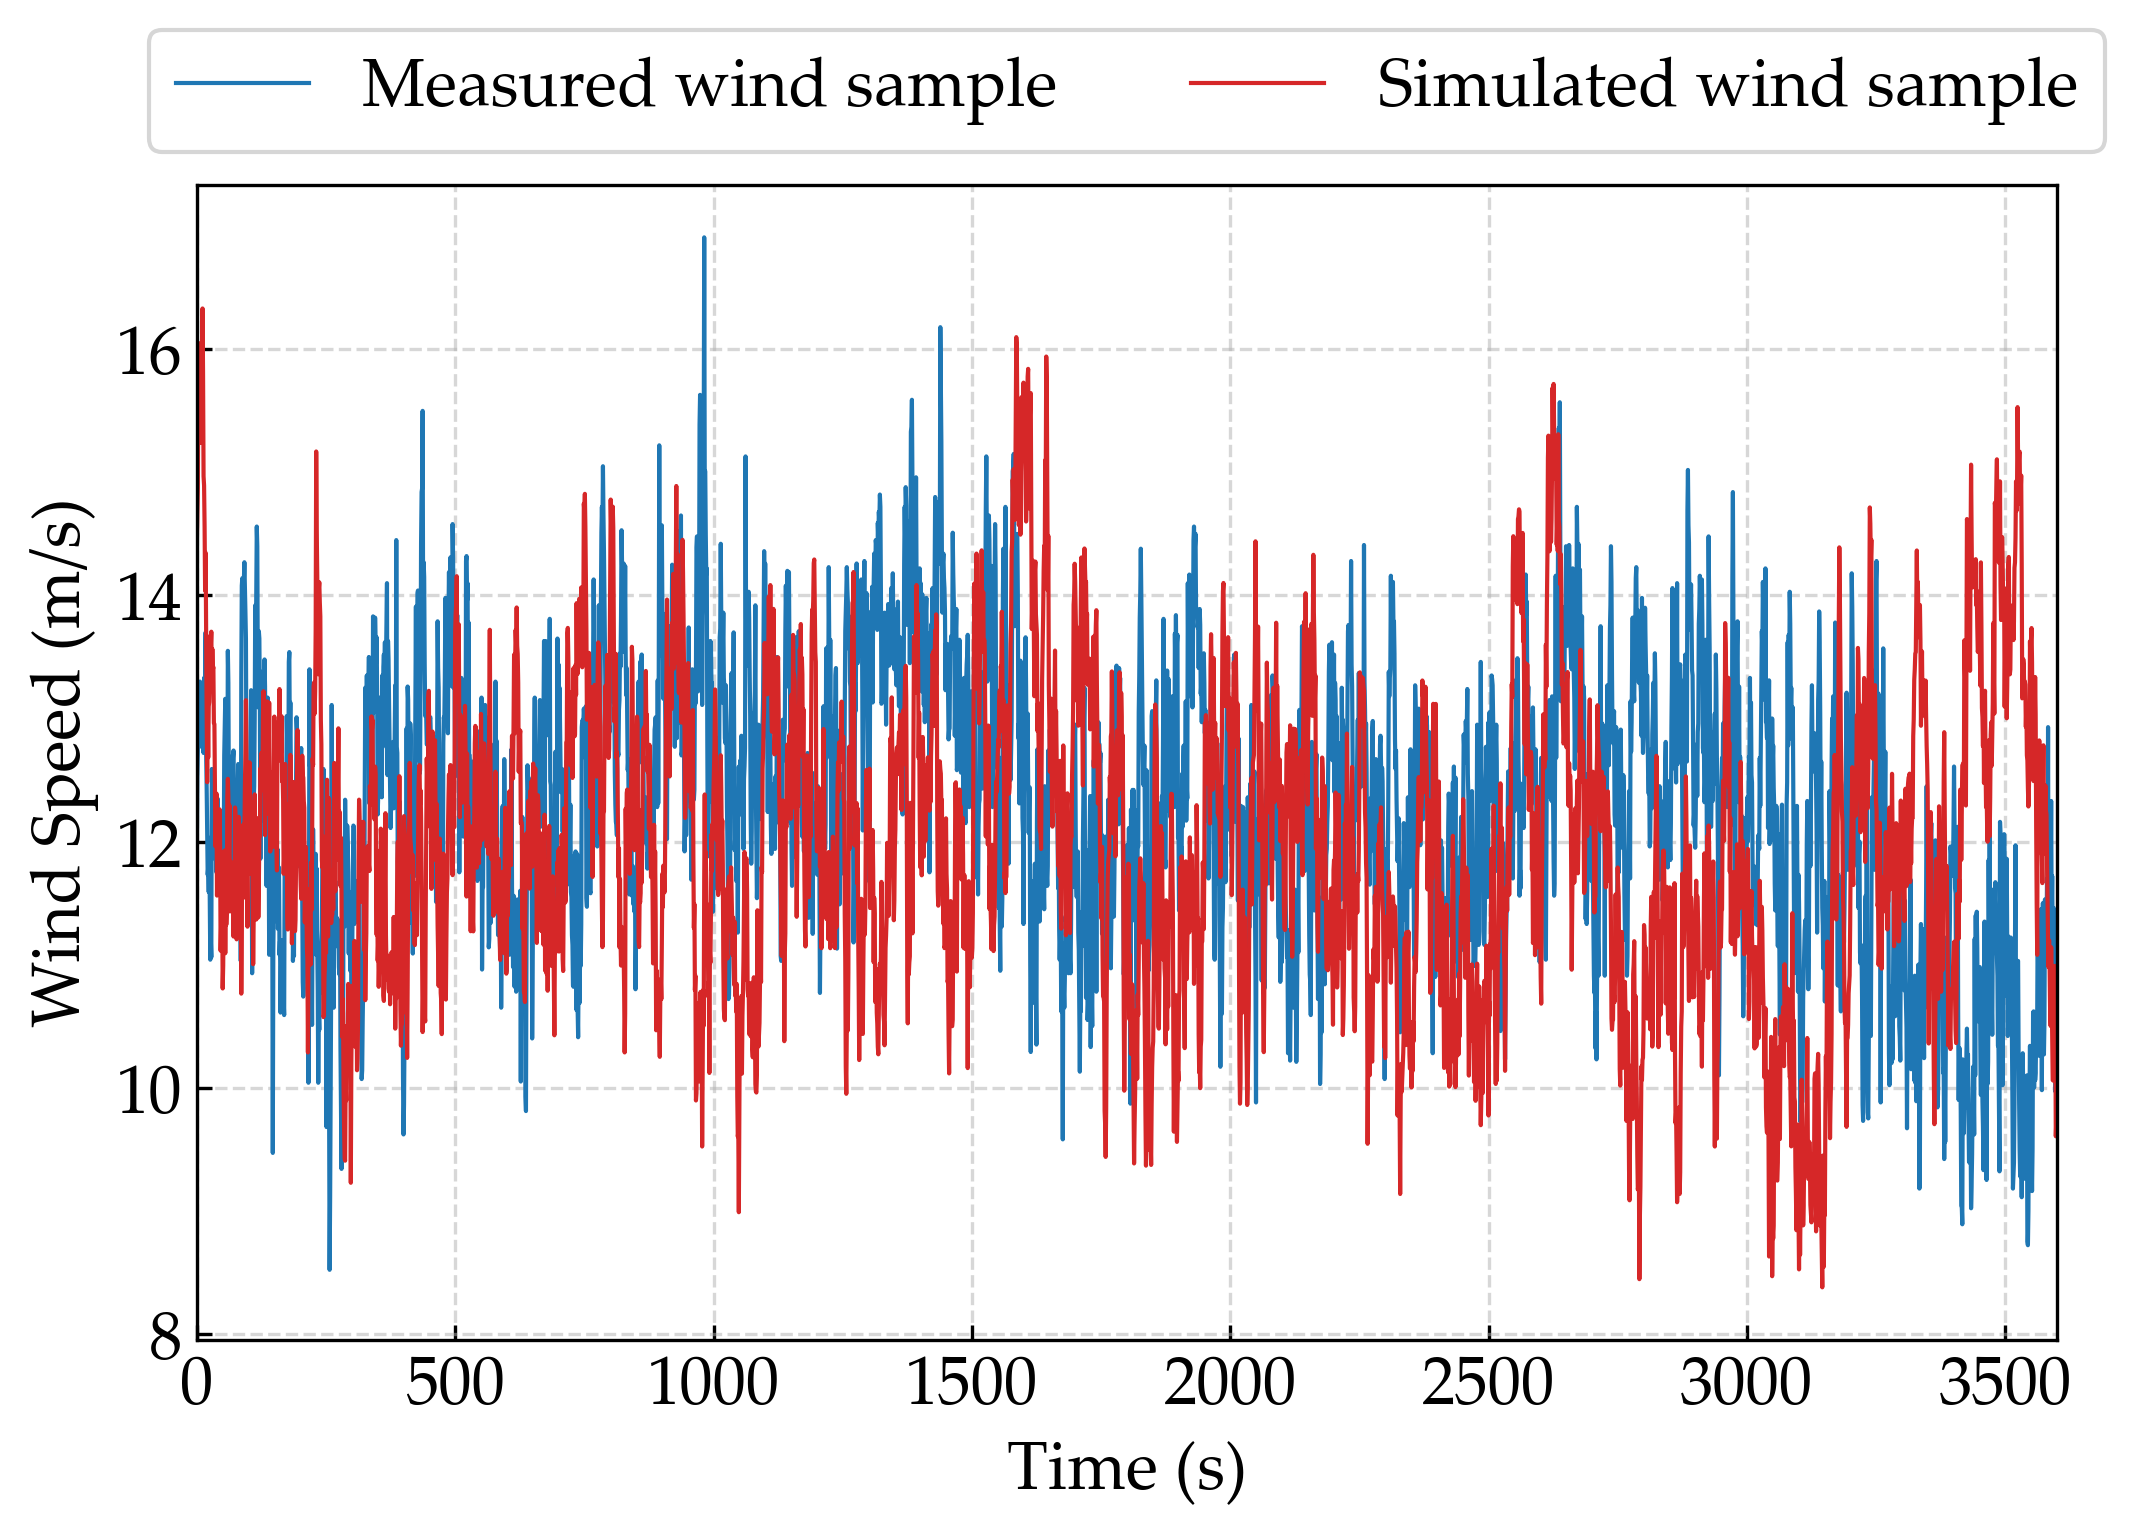 Measured wind sample
Simulated wind sample
Wind Speed (m/s)
16
14
12
10
8
0 500 1000 1500 2000 2500 3000 3500
Time (s)